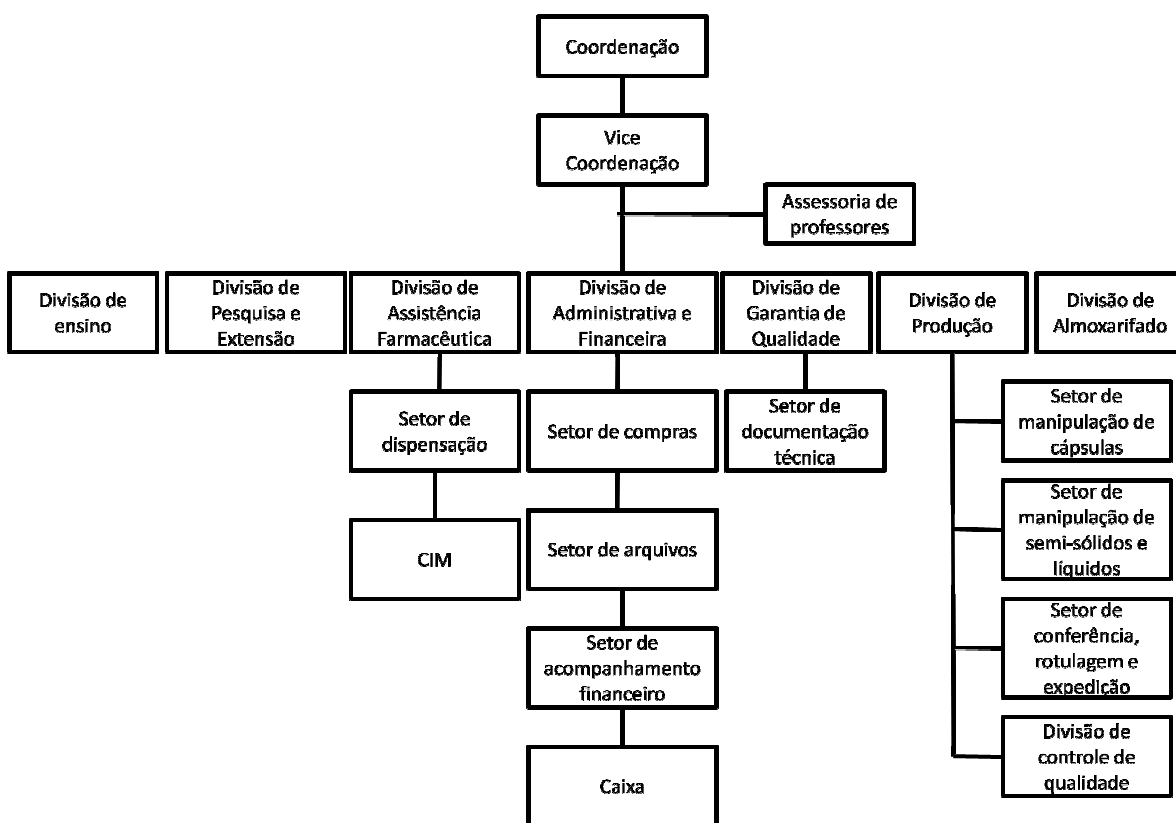 Coordenação
Vice
Coordenação
Assessoria de
professores
Divisão de
ensino
Divisão de
Pesquisa e
Extensão
Divisão de
Assistência
Farmacêutica
Divisão de
Administrativa e
Financeira
Divisão de
Garantia de
Qualidade
Divisão de
Produção
Divisão de
Almoxarifado
Setor de
dispensação
CIM
Setor de compras
Setor de arquivos
Setor de
acompanhamento
financeiro
Caixa
Setor de
documentação
técnica
Setor de
manipulação de
cápsulas
Setor de
manipulação de
semi-sólidos e
líquidos
Setor de
conferência,
rotulagem e
expedição
Divisão de
controle de
qualidade